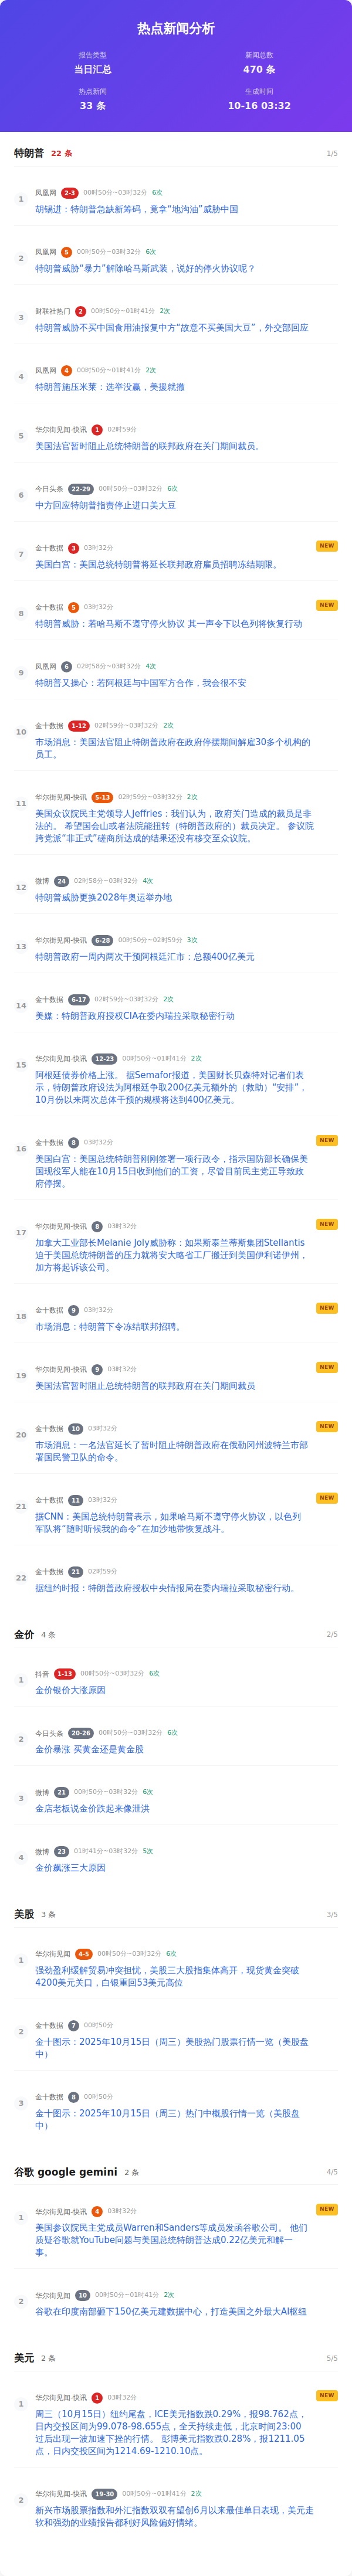 热点新闻分析
报告类型
当日汇总
新闻总数
470 条
热点新闻
33 条
生成时间
10-16 03:32
特朗普 22 条 1/5
1
凤凰网 2-3 00时50分~03时32分 6次
胡锡进：特朗普急缺新筹码，竟拿“地沟油”威胁中国
2
凤凰网 5 00时50分~03时32分 6次
特朗普威胁“暴力”解除哈马斯武装，说好的停火协议呢？
3
财联社热门 2 00时50分~01时41分 2次
特朗普威胁不买中国食用油报复中方“故意不买美国大豆”，外交部回应
4
凤凰网 4 00时50分~01时41分 2次
特朗普施压米莱：选举没赢，美援就撤
5
华尔街见闻-快讯 1 02时59分
美国法官暂时阻止总统特朗普的联邦政府在关门期间裁员。
6
今日头条 22-29 00时50分~03时32分 6次
中方回应特朗普指责停止进口美大豆
7
金十数据 3 03时32分 NEW
美国白宫：美国总统特朗普将延长联邦政府雇员招聘冻结期限。
8
金十数据 5 03时32分 NEW
特朗普威胁：若哈马斯不遵守停火协议 其一声令下以色列将恢复行动
9
凤凰网 6 02时58分~03时32分 4次
特朗普又操心：若阿根廷与中国军方合作，我会很不安
10
金十数据 1-12 02时59分~03时32分 2次
市场消息：美国法官阻止特朗普政府在政府停摆期间解雇30多个机构的
员工。
11
华尔街见闻-快讯 5-13 02时59分~03时32分 2次
美国众议院民主党领导人Jeffries：我们认为，政府关门造成的裁员是非
法的。 希望国会山或者法院能扭转（特朗普政府的）裁员决定。 参议院
跨党派“非正式”磋商所达成的结果还没有移交至众议院。
12
微博 24 02时58分~03时32分 4次
特朗普威胁更换2028年奥运举办地
13
华尔街见闻-快讯 6-28 00时50分~02时59分 3次
特朗普政府一周内两次干预阿根廷汇市：总额400亿美元
14
金十数据 6-17 02时59分~03时32分 2次
美媒：特朗普政府授权CIA在委内瑞拉采取秘密行动
15
华尔街见闻-快讯 12-23 00时50分~01时41分 2次
阿根廷债券价格上涨。 据Semafor报道，美国财长贝森特对记者们表
示，特朗普政府设法为阿根廷争取200亿美元额外的（救助）“安排”，
10月份以来两次总体干预的规模将达到400亿美元。
16
金十数据 8 03时32分 NEW
美国白宫：美国总统特朗普刚刚签署一项行政令，指示国防部长确保美
国现役军人能在10月15日收到他们的工资，尽管目前民主党正导致政
府停摆。
17
华尔街见闻-快讯 8 03时32分 NEW
加拿大工业部长Melanie Joly威胁称：如果斯泰兰蒂斯集团Stellantis
迫于美国总统特朗普的压力就将安大略省工厂搬迁到美国伊利诺伊州，
加方将起诉该公司。
18
金十数据 9 03时32分 NEW
市场消息：特朗普下令冻结联邦招聘。
19
华尔街见闻-快讯 9 03时32分 NEW
美国法官暂时阻止总统特朗普的联邦政府在关门期间裁员
20
金十数据 10 03时32分 NEW
市场消息：一名法官延长了暂时阻止特朗普政府在俄勒冈州波特兰市部
署国民警卫队的命令。
21
金十数据 11 03时32分 NEW
据CNN：美国总统特朗普表示，如果哈马斯不遵守停火协议，以色列
军队将“随时听候我的命令”在加沙地带恢复战斗。
22
金十数据 21 02时59分
据纽约时报：特朗普政府授权中央情报局在委内瑞拉采取秘密行动。
金价 4 条 2/5
1
抖音 1-13 00时50分~03时32分 6次
金价银价大涨原因
2
今日头条 20-26 00时50分~03时32分 6次
金价暴涨 买黄金还是黄金股
3
微博 21 00时50分~03时32分 6次
金店老板说金价跌起来像泄洪
4
微博 23 01时41分~03时32分 5次
金价飙涨三大原因
美股 3 条 3/5
1
华尔街见闻 4-5 00时50分~03时32分 6次
强劲盈利缓解贸易冲突担忧，美股三大股指集体高开，现货黄金突破
4200美元关口，白银重回53美元高位
2
金十数据 7 00时50分
金十图示：2025年10月15日（周三）美股热门股票行情一览（美股盘
中）
3
金十数据 8 00时50分
金十图示：2025年10月15日（周三）热门中概股行情一览（美股盘
中）
谷歌 google gemini 2 条 4/5
1
华尔街见闻-快讯 4 03时32分 NEW
美国参议院民主党成员Warren和Sanders等成员发函谷歌公司。 他们
质疑谷歌就YouTube问题与美国总统特朗普达成0.22亿美元和解一
事。
2
华尔街见闻 10 00时50分~01时41分 2次
谷歌在印度南部砸下150亿美元建数据中心，打造美国之外最大AI枢纽
美元 2 条 5/5
1
华尔街见闻-快讯 1 03时32分 NEW
周三（10月15日）纽约尾盘，ICE美元指数跌0.29%，报98.762点，
日内交投区间为99.078-98.655点，全天持续走低，北京时间23:00
过后出现一波加速下挫的行情。 彭博美元指数跌0.28%，报1211.05
点，日内交投区间为1214.69-1210.10点。
2
华尔街见闻-快讯 19-30 00时50分~01时41分 2次
新兴市场股票指数和外汇指数双双有望创6月以来最佳单日表现，美元走
软和强劲的业绩报告都利好风险偏好情绪。